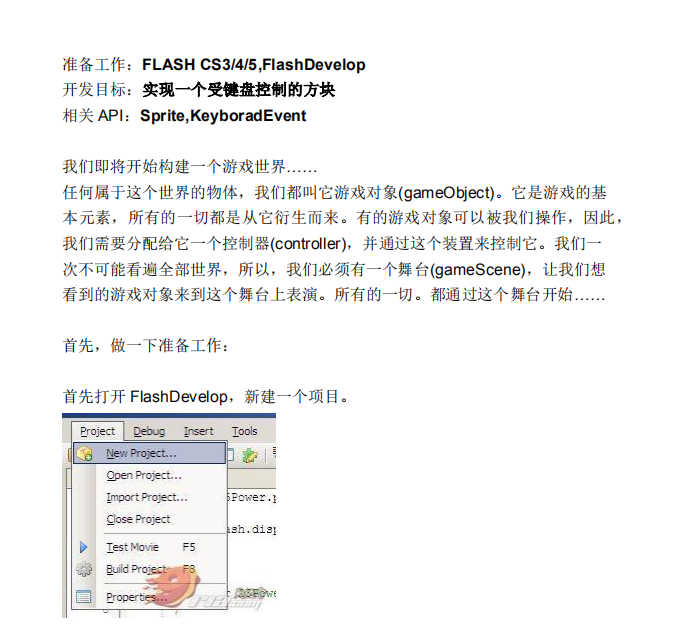 准备工作：FLASH CS3/4/5,FlashDevelop
开发目标：实现一个受键盘控制的方块
相关 API：Sprite,KeyboradEvent
我们即将开始构建一个游戏世界……
任何属于这个世界的物体，我们都叫它游戏对象(gameObject)。它是游戏的基
本元素，所有的一切都是从它衍生而来。有的游戏对象可以被我们操作，因此，
我们需要分配给它一个控制器(controller)，并通过这个装置来控制它。我们一
次不可能看遍全部世界，所以，我们必须有一个舞台(gameScene)，让我们想
看到的游戏对象来到这个舞台上表演。所有的一切。都通过这个舞台开始……
首先，做一下准备工作：
首先打开 FlashDevelop，新建一个项目。
Project Debug Insert Tools
New Project...
Open Project...
Import Project... 5Power.p
Close Project
ash.disp
Test Movie F5
Build Project F8
Properties...